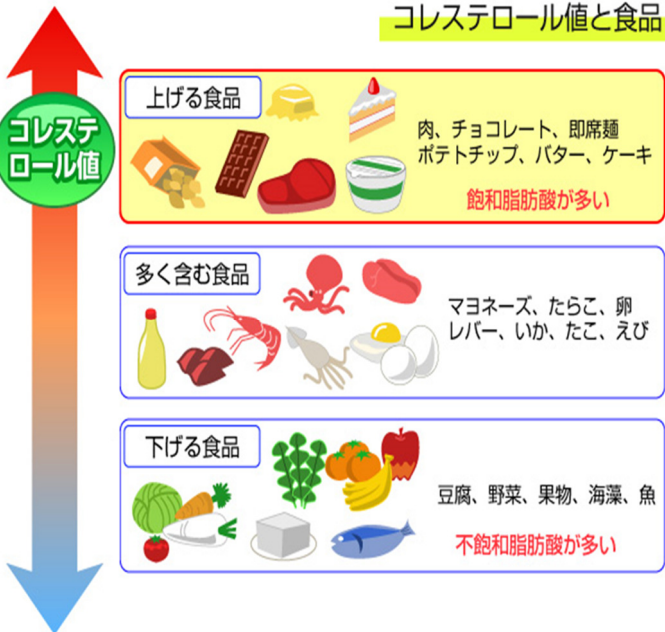 コレステロール値と食品
コレステ
ロール値
上げる食品
肉、チョコレート、即席麺
ポテトチップ、バター、ケーキ
飽和脂肪酸が多い
多く含む食品
マヨネーズ、たらこ、卵
レバー、いか、たこ、えび
下げる食品
豆腐、野菜、果物、海藻、魚
不飽和脂肪酸が多い